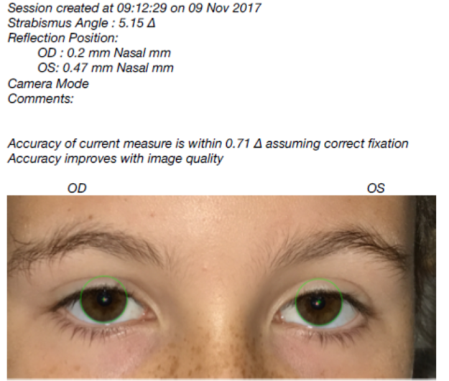 Session created at 09:12:29 on 09 Nov 2017
Strabismus Angle : 5.15 Δ
Reflection Position:
OD : 0.2 mm Nasal mm
OS: 0.47 mm Nasal mm
Camera Mode
Comments:
Accuracy of current measure is within 0.71 Δ assuming correct fixation
Accuracy improves with image quality
OD OS